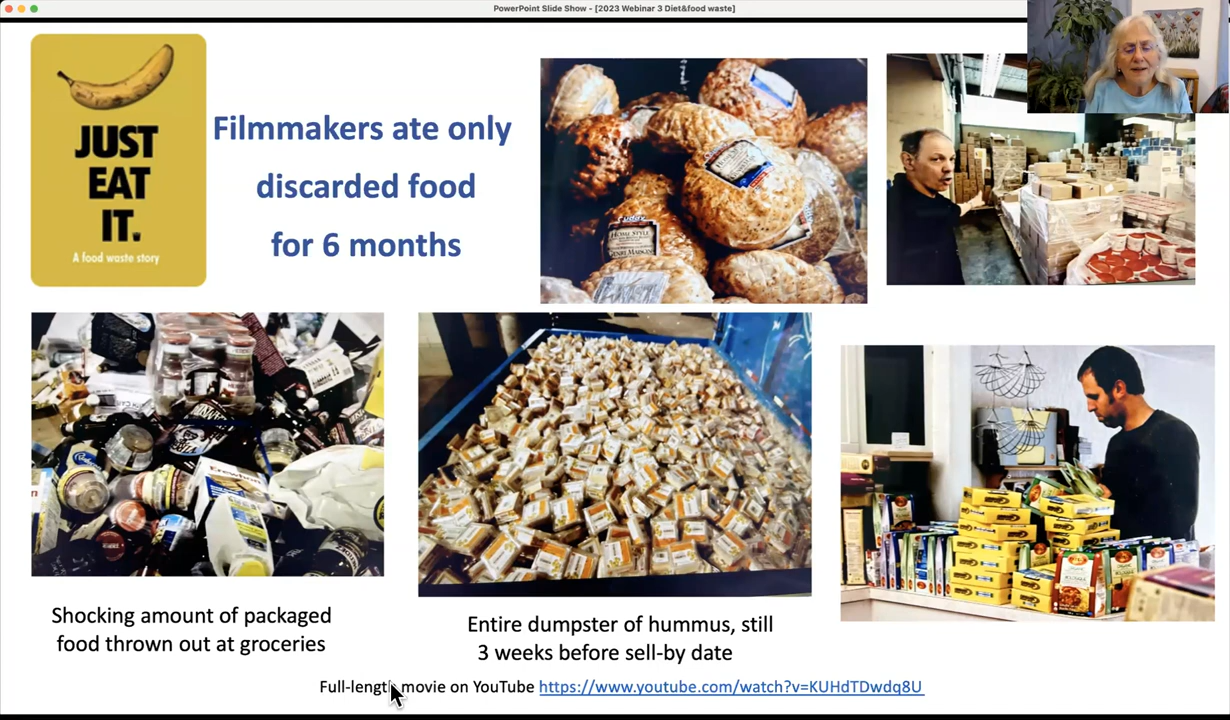 PowerPoint Slide Show - [2023 Webinar 3 Diet&food waste]
JUST
EAT
IT.
A food waste story
Filmmakers ate only
discarded food
for 6 months
HOME STYLE
Shocking amount of packaged
food thrown out at groceries
Entire dumpster of hummus, still
3 weeks before sell-by date
Full-length movie on YouTube https://www.youtube.com/watch?v=KUHdTDwdq8U